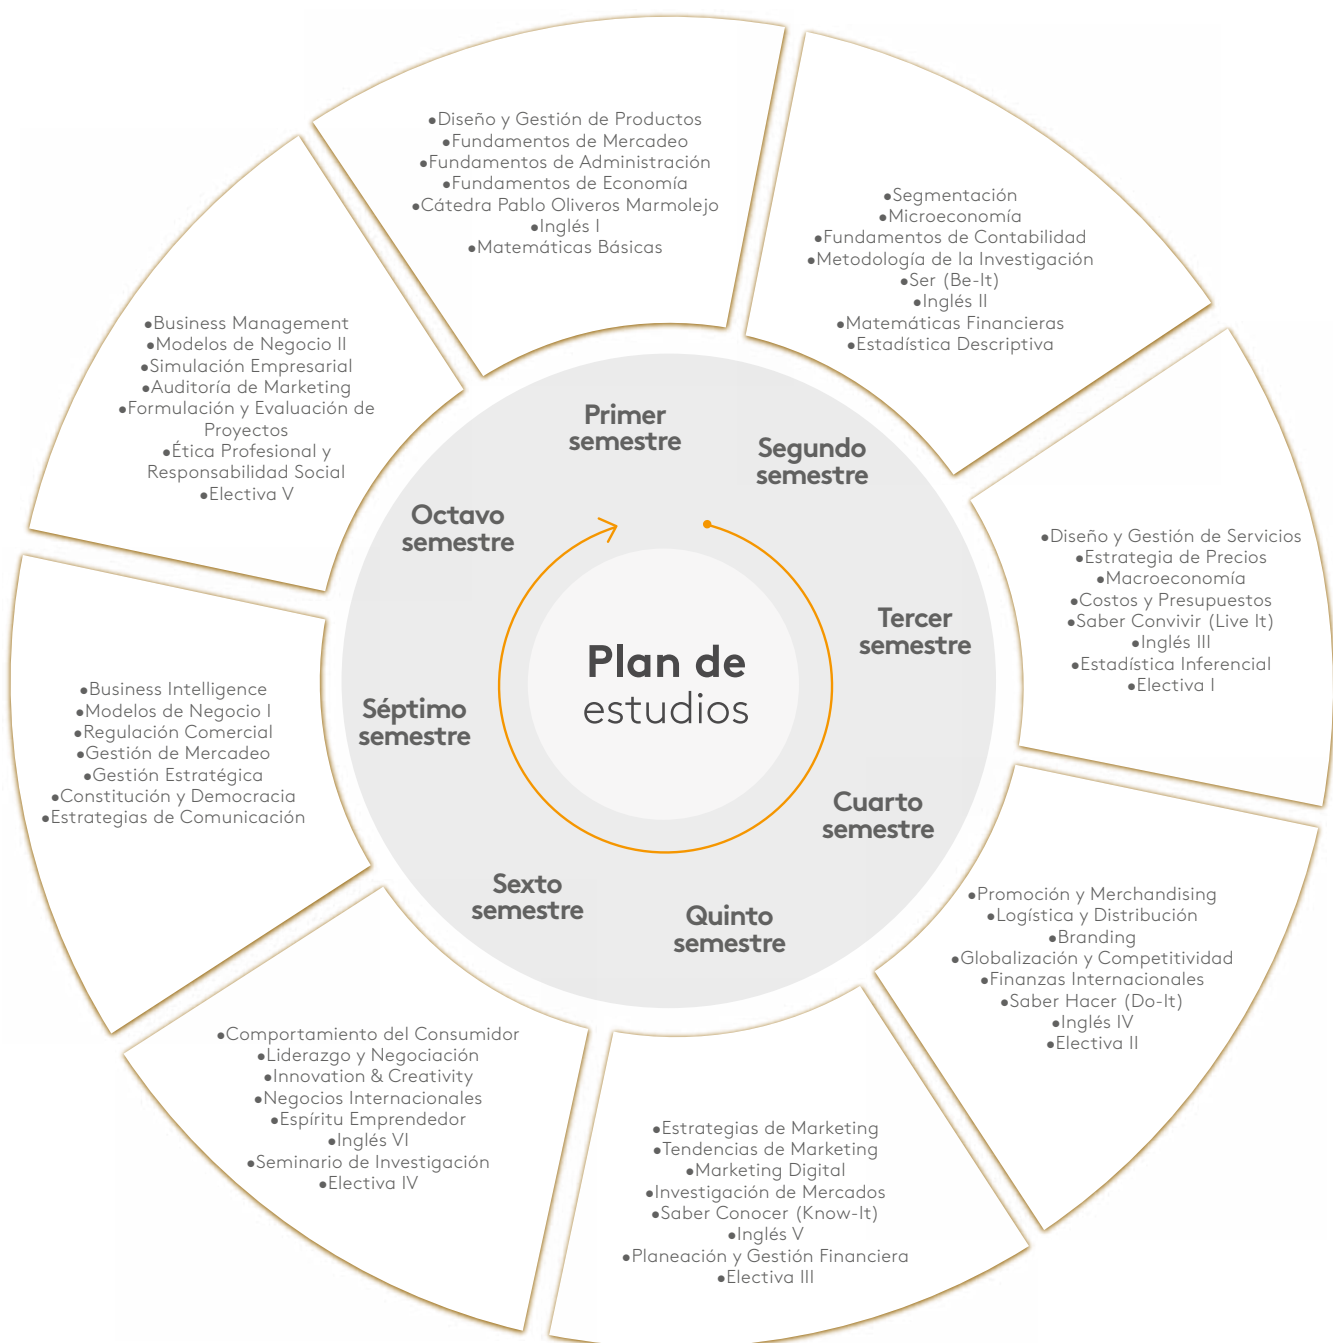 Plan de
estudios
Primer
semestre
•Diseño y Gestión de Productos
•Fundamentos de Mercadeo
•Fundamentos de Administración
•Fundamentos de Economía
•Cátedra Pablo Oliveros Marmolejo
•Inglés I
•Matemáticas Básicas
Segundo
semestre
•Segmentación
•Microeconomía
•Fundamentos de Contabilidad
•Metodología de la Investigación
•Ser (Be-It)
•Inglés II
•Matemáticas Financieras
•Estadística Descriptiva
Tercer
semestre
•Diseño y Gestión de Servicios
•Estrategia de Precios
•Macroeconomía
•Costos y Presupuestos
•Saber Convivir (Live It)
•Inglés III
•Estadística Inferencial
•Electiva I
Cuarto
semestre
•Promoción y Merchandising
•Logística y Distribución
•Branding
•Globalización y Competitividad
•Finanzas Internacionales
•Saber Hacer (Do-It)
•Inglés IV
•Electiva II
Quinto
semestre
•Estrategias de Marketing
•Tendencias de Marketing
•Marketing Digital
•Investigación de Mercados
•Saber Conocer (Know-It)
•Inglés V
•Planeación y Gestión Financiera
•Electiva III
Sexto
semestre
•Comportamiento del Consumidor
•Liderazgo y Negociación
•Innovation & Creativity
•Negocios Internacionales
•Espíritu Emprendedor
•Inglés VI
•Seminario de Investigación
•Electiva IV
Séptimo
semestre
•Business Intelligence
•Modelos de Negocio I
•Regulación Comercial
•Gestión de Mercadeo
•Gestión Estratégica
•Constitución y Democracia
•Estrategias de Comunicación
Octavo
semestre
•Business Management
•Modelos de Negocio II
•Simulación Empresarial
•Auditoría de Marketing
•Formulación y Evaluación de
Proyectos
•Ética Profesional y
Responsabilidad Social
•Electiva V